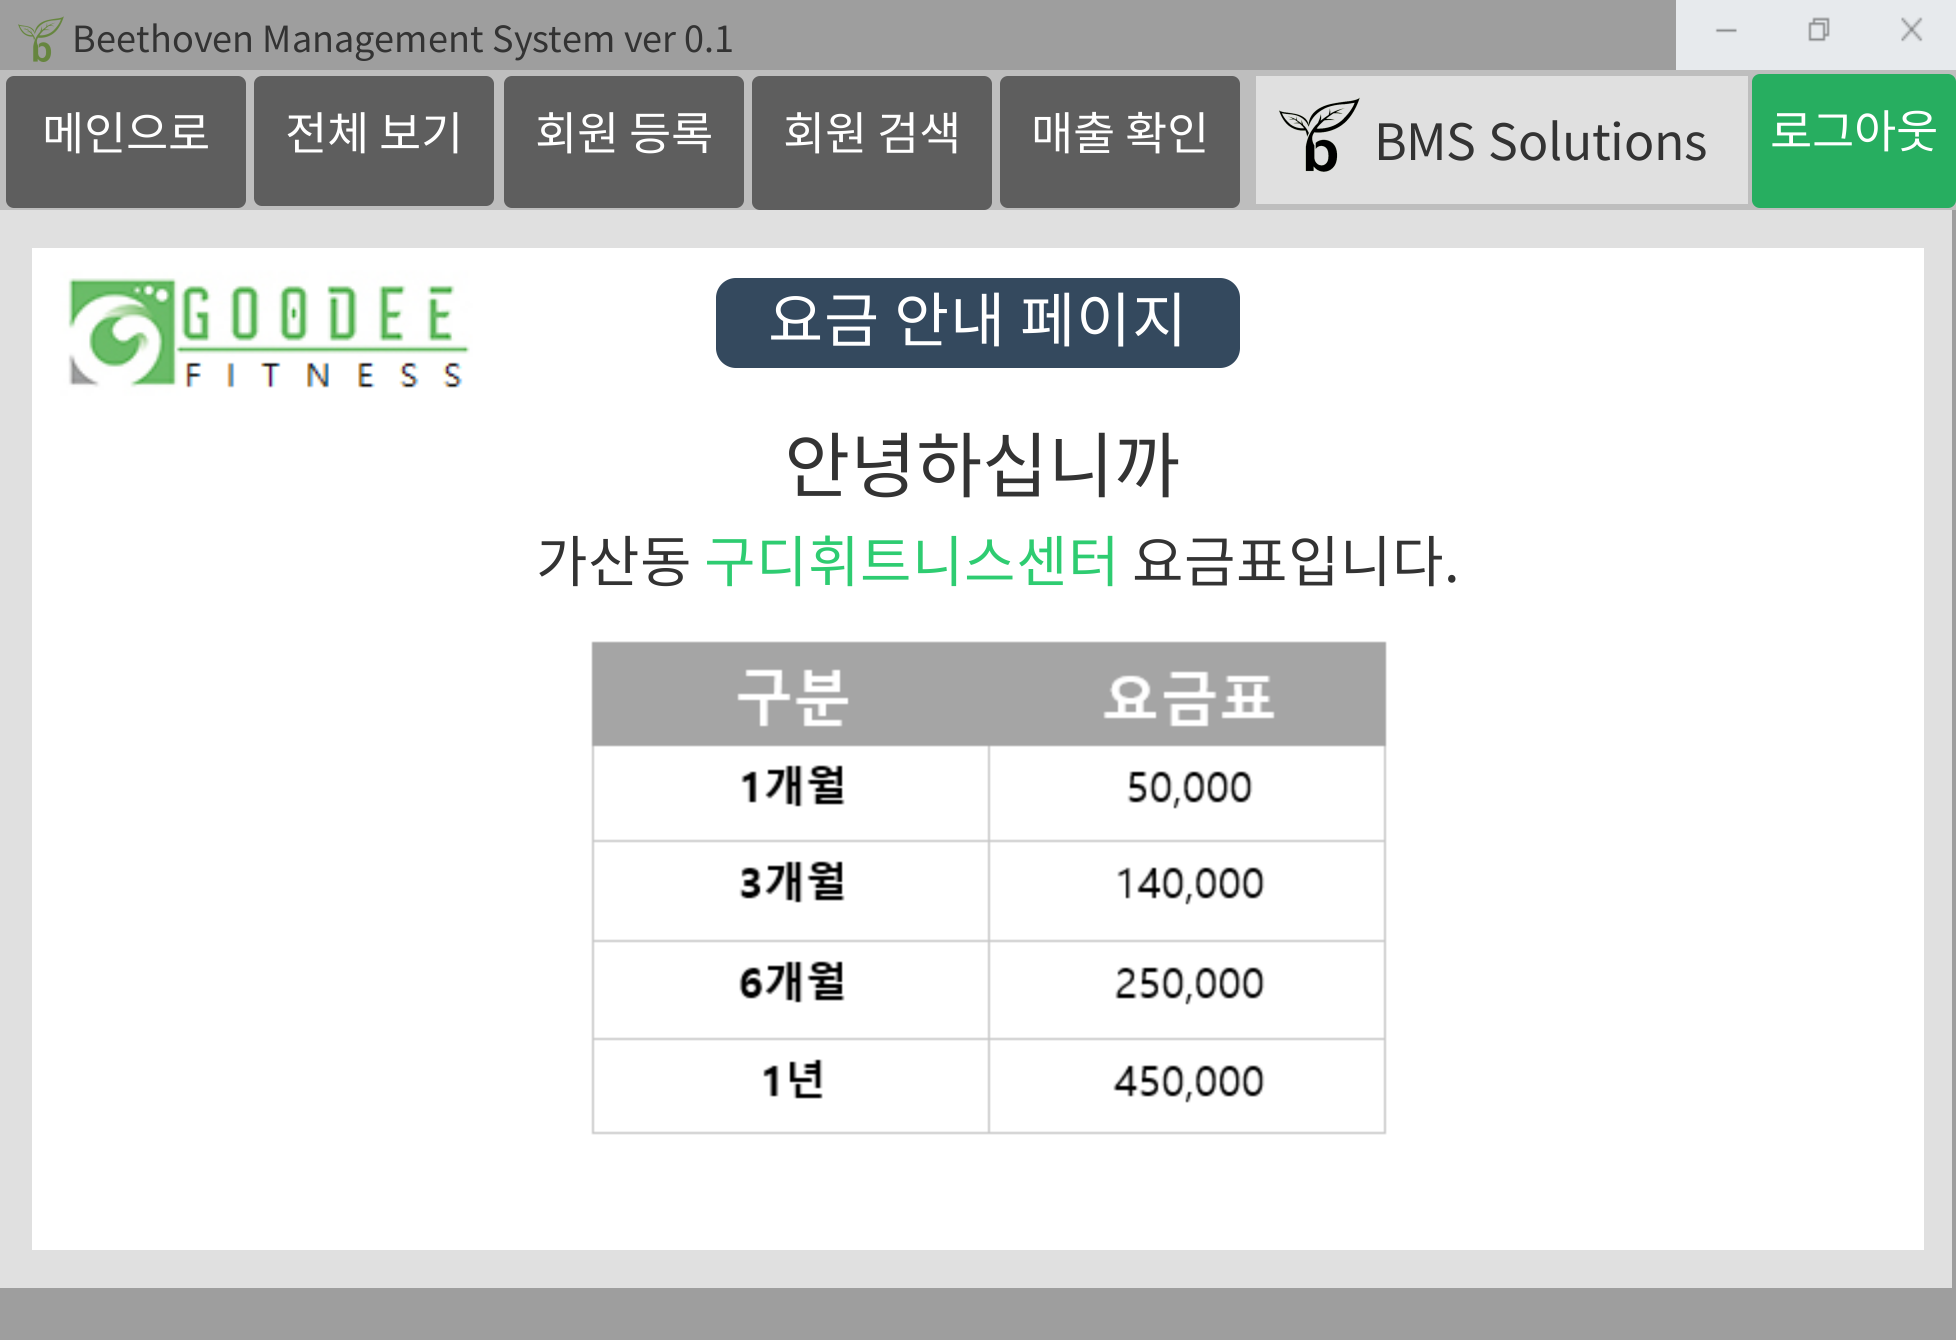 Beethoven Management System ver 0.1
메인으로 전체 보기 회원 등록 회원 검색 매출 확인 b BMS Solutions 로그아웃
GOODEE
FITNESS
요금 안내 페이지
안녕하십니까
가산동 구디휘트니스센터 요금표입니다.
구분 요금표
1개월 50,000
3개월 140,000
6개월 250,000
1년 450,000